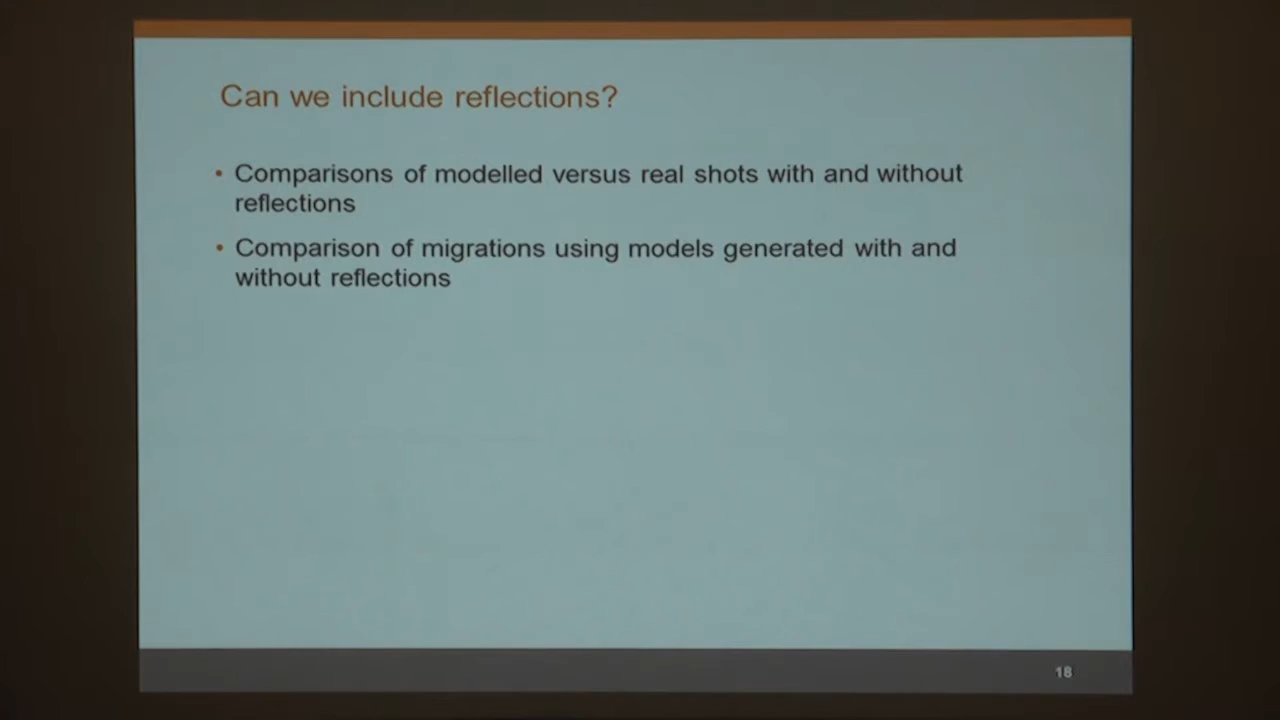 Can we include reflections?
• Comparisons of modelled versus real shots with and without
reflections
• Comparison of migrations using models generated with and
without reflections
18